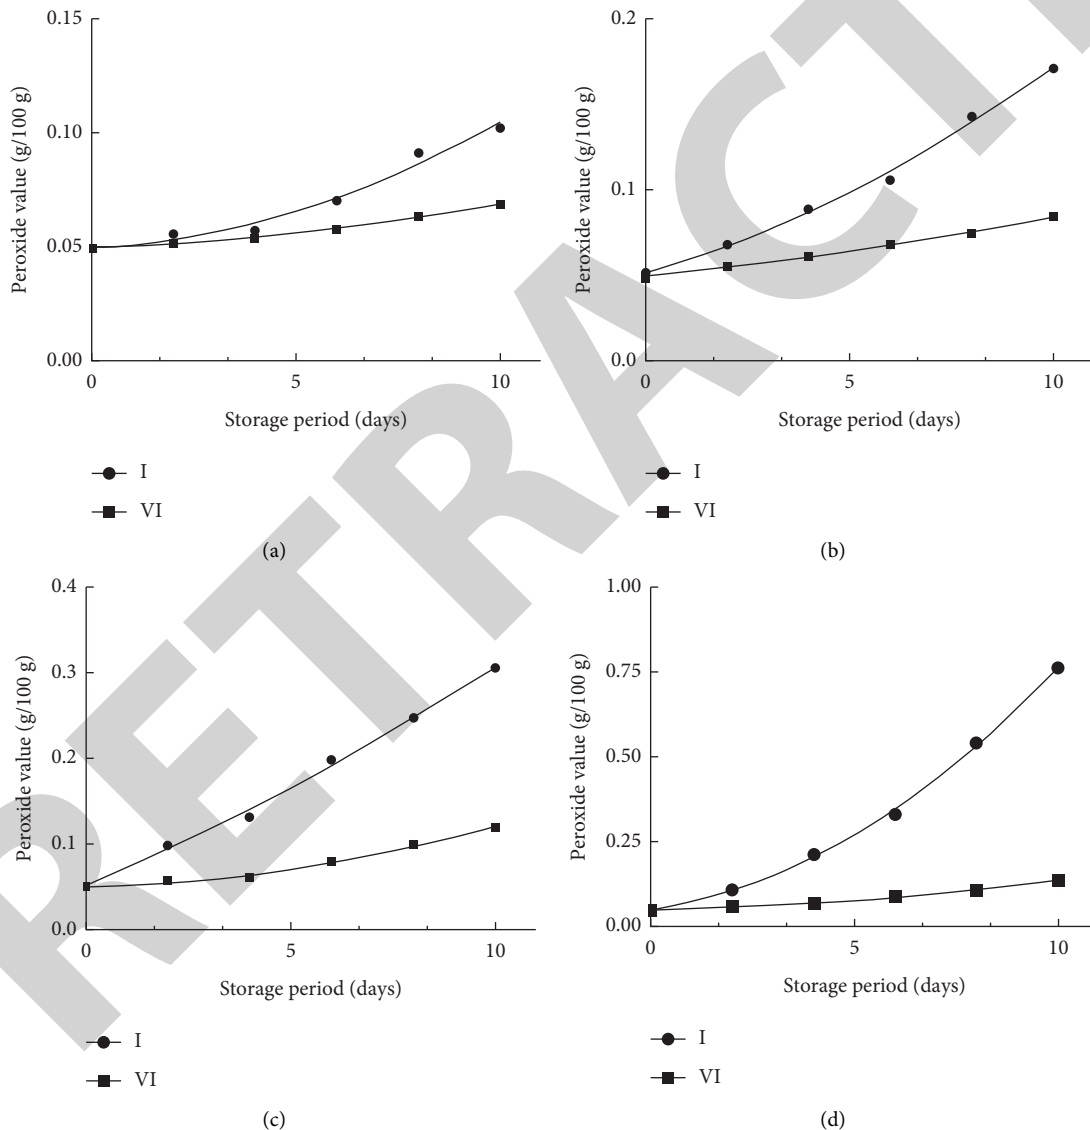 0.15
0.10
0.05
0.00
Peroxide value (g/100 g)
0
5
10
Storage period (days)
I
VI
(a)
0.2
0.1
0.0
Peroxide value (g/100 g)
0
5
10
Storage period (days)
I
VI
(b)
0.4
0.3
0.2
0.1
0.0
Peroxide value (g/100 g)
0
5
10
Storage period (days)
I
VI
(c)
1.00
0.75
0.50
0.25
0.00
Peroxide value (g/100 g)
0
5
10
Storage period (days)
I
VI
(d)
RETRACT